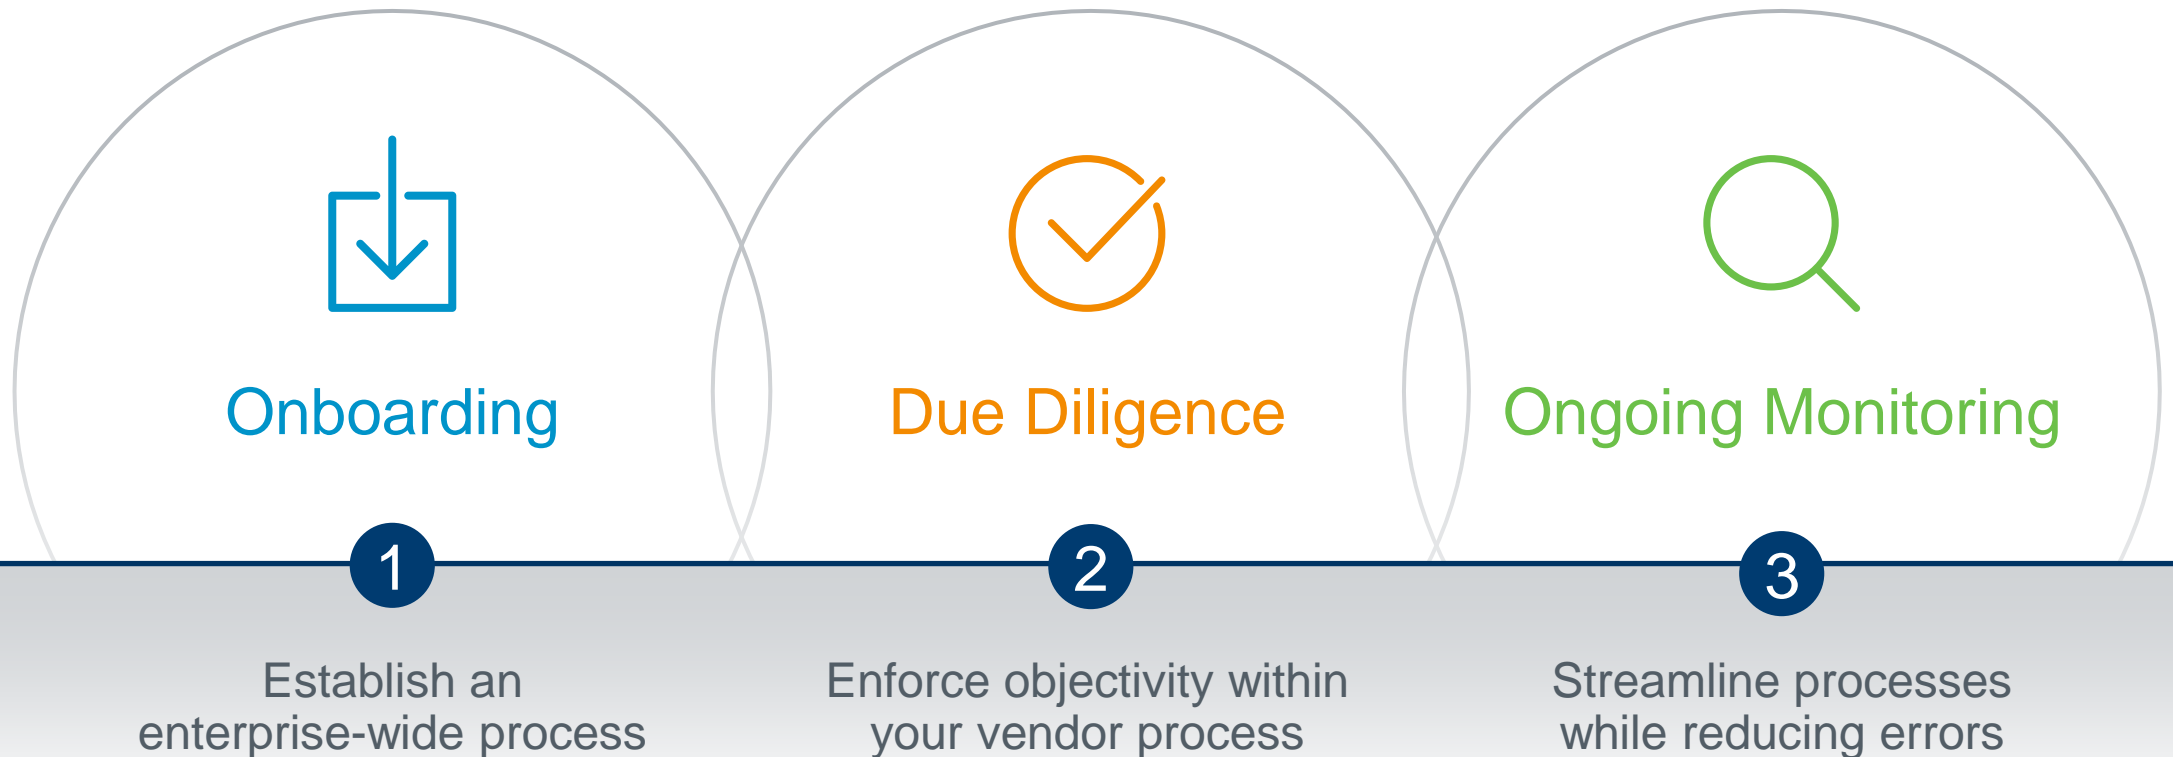 Onboarding
Due Diligence
Ongoing Monitoring
1
2
3
Establish an
enterprise-wide process
Enforce objectivity within
your vendor process
Streamline processes
while reducing errors